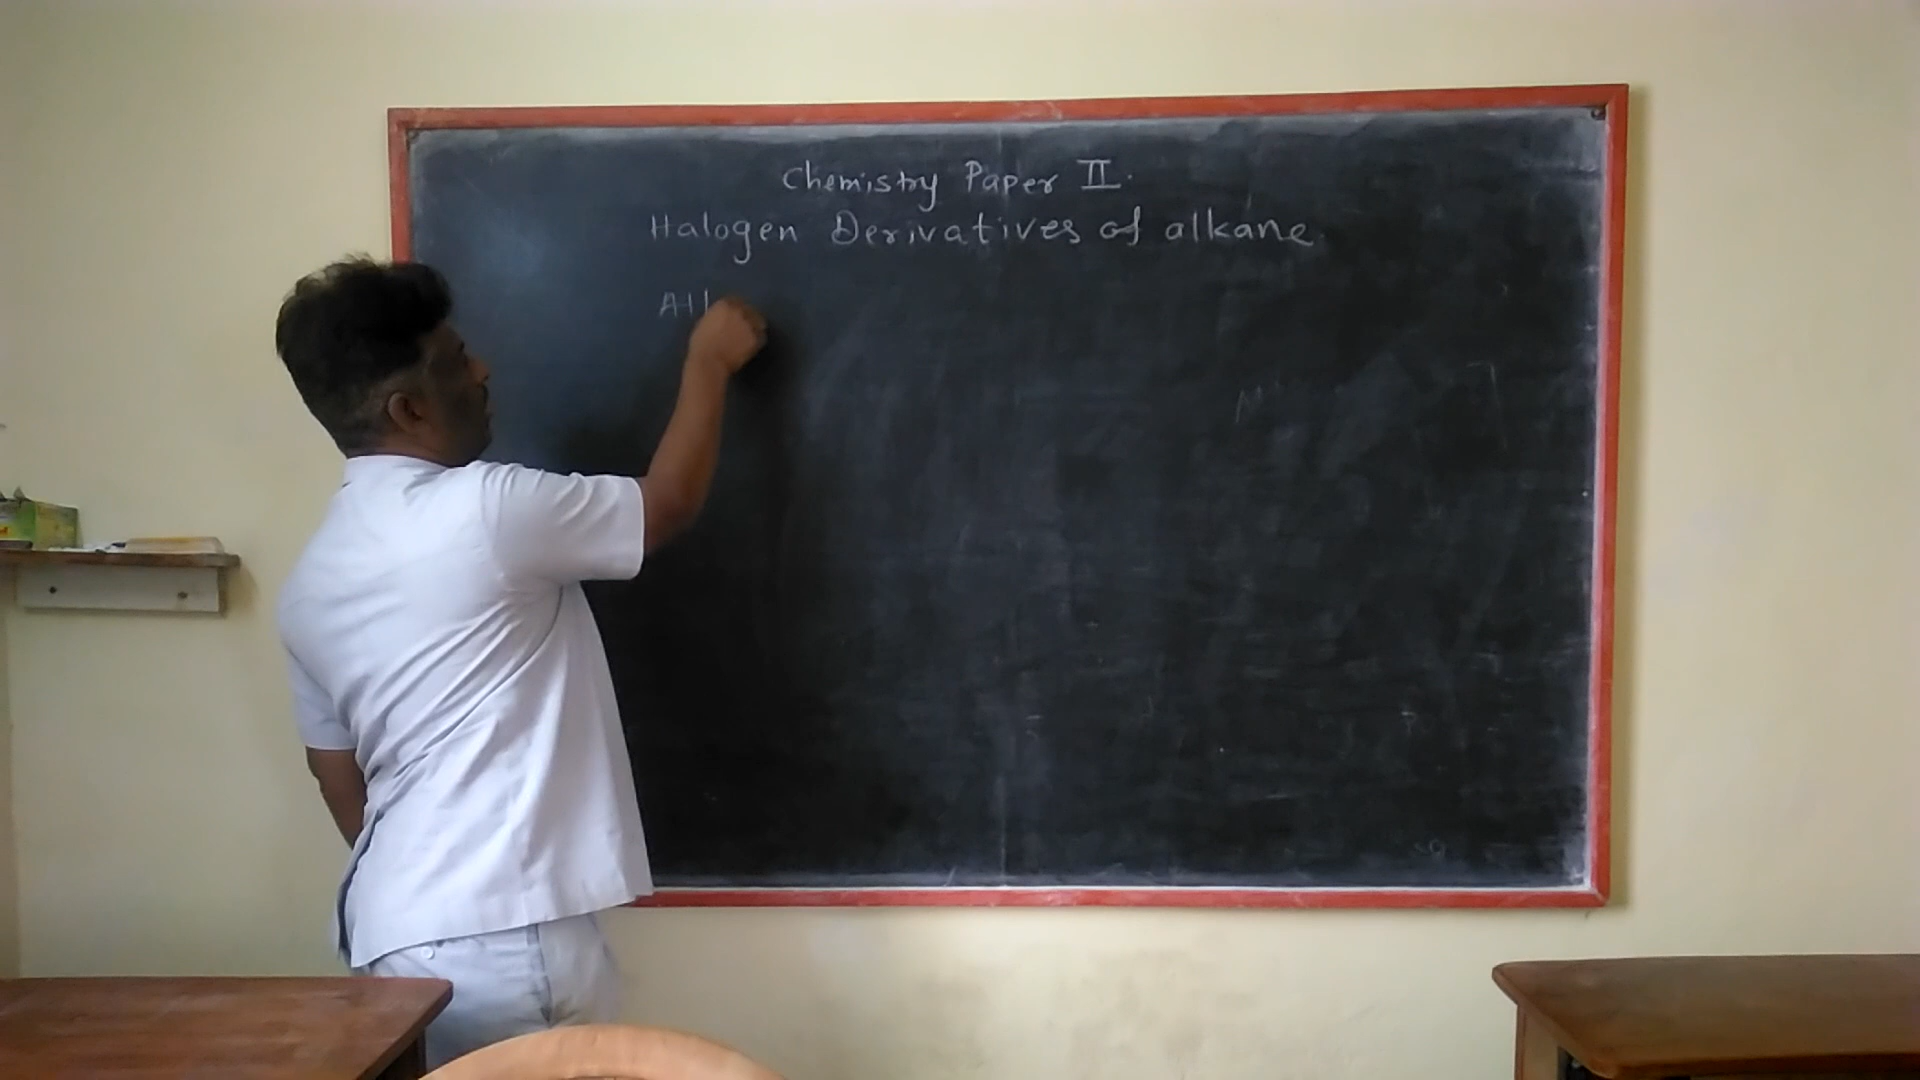 Chemistry Paper II.
Halogen Derivatives of alkane.